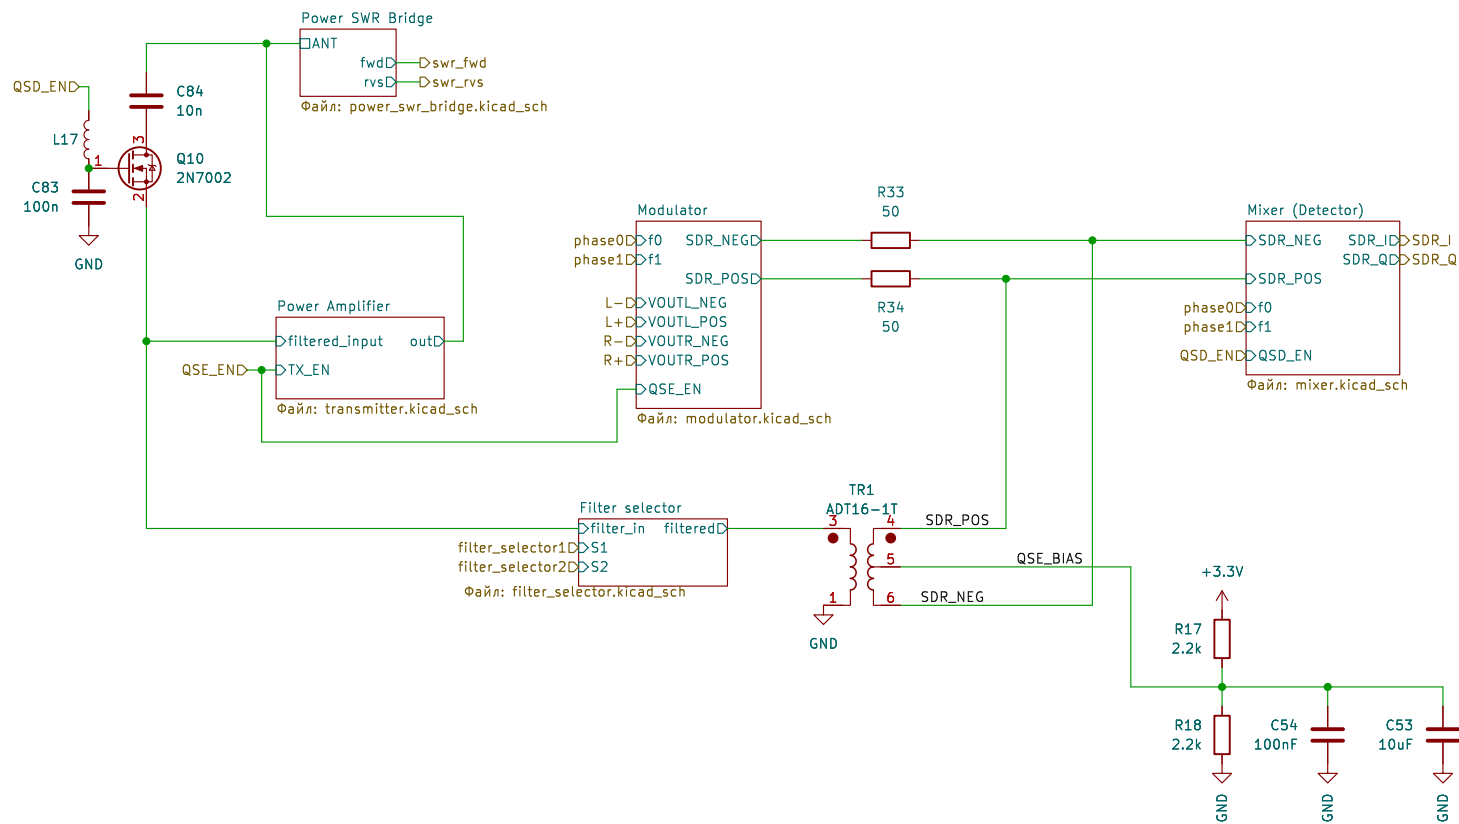 Power SWR Bridge
ANT
fwd
rvs
swr_fwd
swr_rvs
Файл: power_swr_bridge.kicad_sch
QSD_EN
C84
10n
L17
3
1
2
Q10
2N7002
C83
100n
GND
Power Amplifier
filtered_input
out
QSE_EN
TX_EN
Файл: transmitter.kicad_sch
Modulator
phase0
f0
SDR_NEG
phase1
f1
SDR_POS
L-
VOUTL_NEG
L+
VOUTL_POS
R-
VOUTR_NEG
R+
VOUTR_POS
QSE_EN
Файл: modulator.kicad_sch
R33
50
R34
50
Mixer (Detector)
SDR_NEG
SDR_I
SDR_I
SDR_Q
SDR_Q
SDR_POS
phase0
f0
phase1
f1
QSD_EN
QSD_EN
Файл: mixer.kicad_sch
Filter selector
filter_in
filtered
filter_selector1
S1
filter_selector2
S2
Файл: filter_selector.kicad_sch
TR1
ADT16-1T
3
4
5
1
6
SDR_POS
QSE_BIAS
SDR_NEG
GND
+3.3V
R17
2.2k
R18
2.2k
C54
100nF
C53
10uF
GND
GND
GND